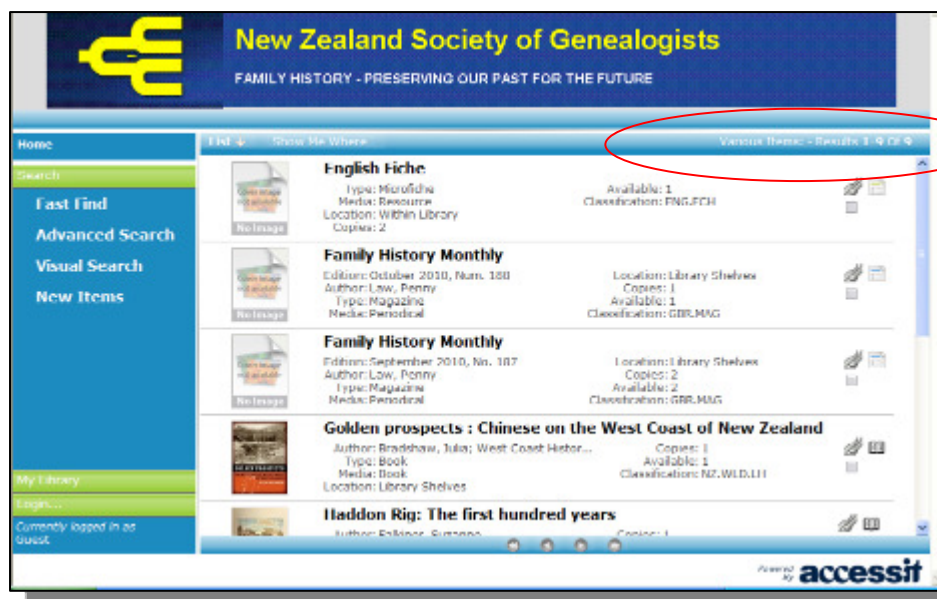 New Zealand Society of Genealogists
FAMILY HISTORY - PRESERVING OUR PAST FOR THE FUTURE
Home
List Show Me Where Various Items: - Results 1-9 Of 9
Search
Fast Find
Advanced Search
Visual Search
New Items
My Library
Login...
Currently logged in as
Guest
English Fiche
Type: Microfiche Available: 1
Media: Resource Classification: ENG.FCH
Location: Within Library
Copies: 2
No Image
Family History Monthly
Edition: October 2010, Num. 188 Location: Library Shelves
Author: Law, Penny Copies: 1
Type: Magazine Available: 1
Media: Periodical Classification: GBR.MAG
No Image
Family History Monthly
Edition: September 2010, No. 187 Location: Library Shelves
Author: Law, Penny Copies: 2
Type: Magazine Available: 2
Media: Periodical Classification: GBR.MAG
No Image
Golden prospects : Chinese on the West Coast of New Zealand
Author: Bradshaw, Julia; West Coast Histor... Copies: 1
Type: Book Available: 1
Media: Book Classification: NZ.WLD.LH
Location: Library Shelves
Haddon Rig: The first hundred years
Author: Falkiner, Suzanne Copies: 1
Powered
by accessit